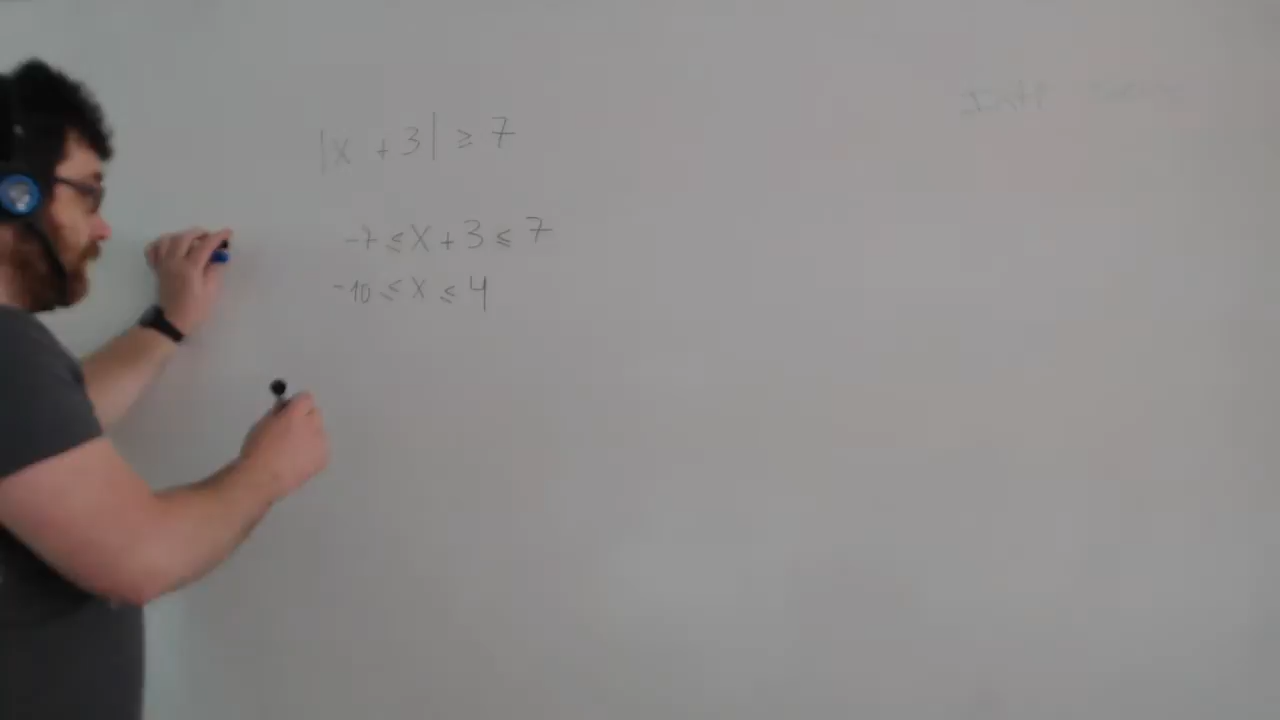 |x + 3| ≥ 7
-7 ≤ x + 3 ≤ 7
-10 ≤ x ≤ 4